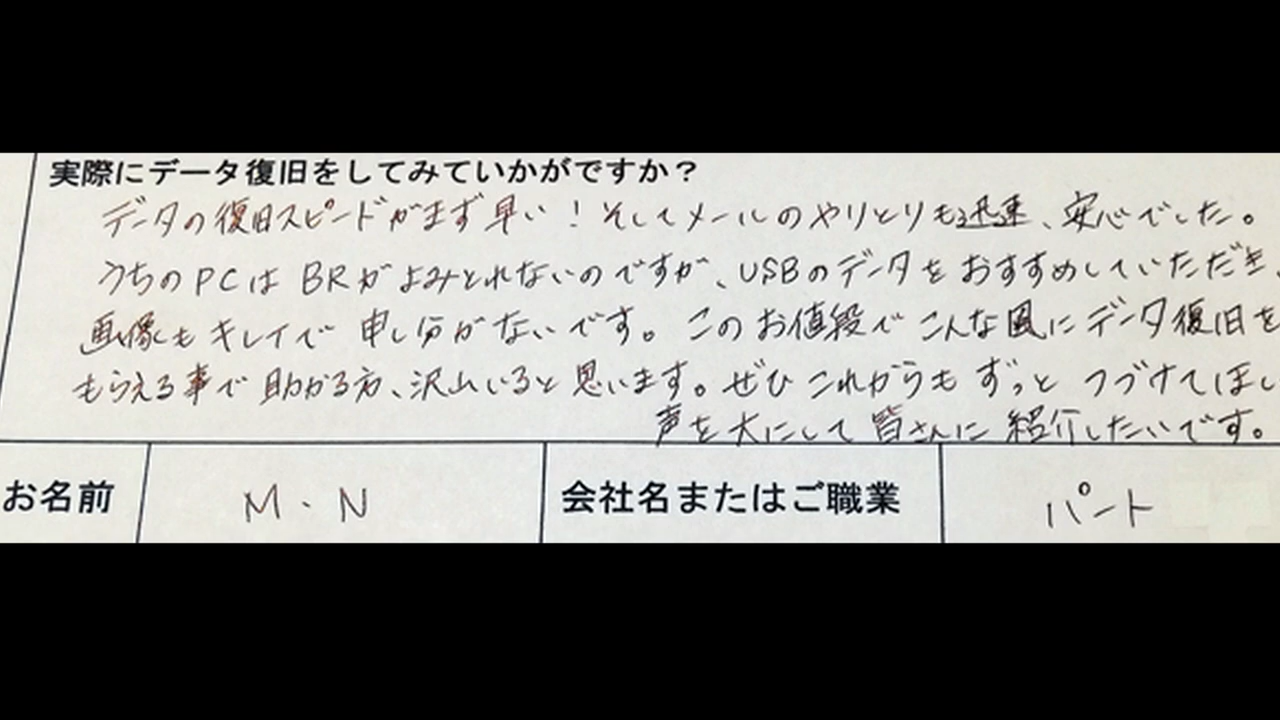 実際にデータ復旧をしてみていかがですか？
データの復旧スピードがまず早い！そしてメールのやりとりも迅速、安心でした。
うちのPCはBRがよみとれないのですが、USBのデータをおすすめしていただき、
画像もキレイで申し分がないです。このお値段でこんな風にデータ復旧を
もらえる事で助かる方、沢山いると思います。ぜひこれからもずっとつづけてほし
声を大にして皆さんに紹介したいです。
お名前 M・N 会社名またはご職業 パート